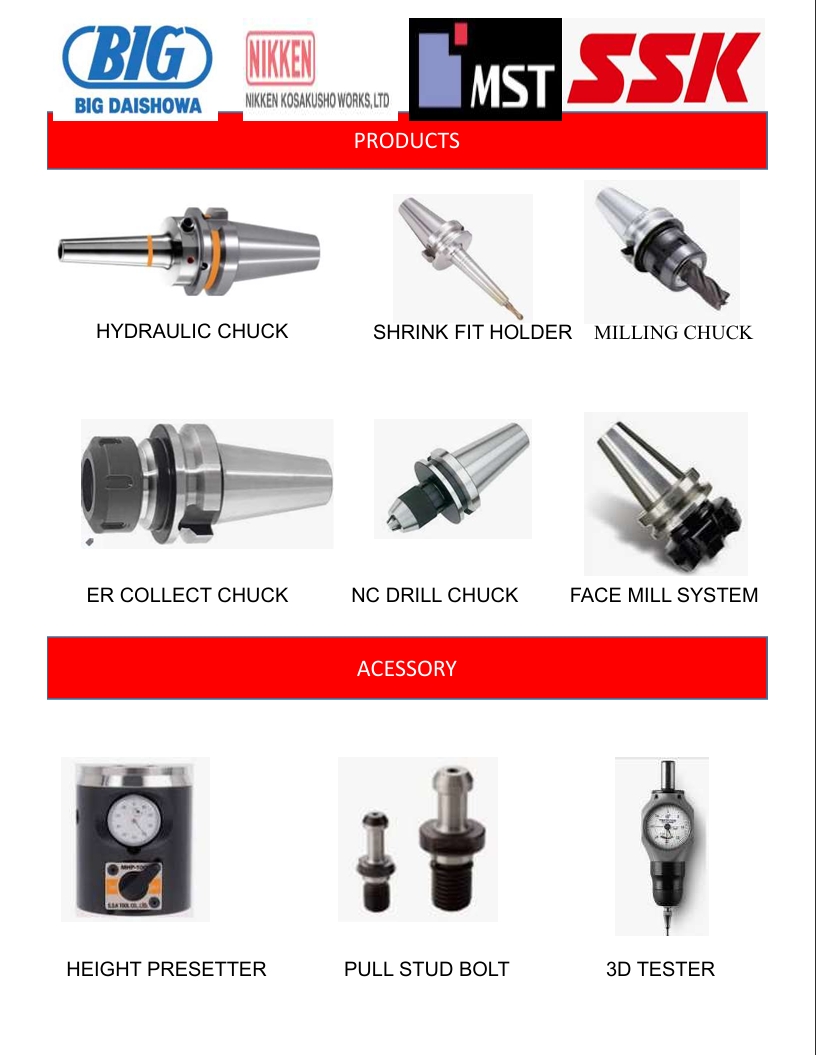 BIG
BIG DAISHOWA
NIKKEN
NIKKEN KOSAKUSHO WORKS, LTD
MST
SSK
PRODUCTS
HYDRAULIC CHUCK
SHRINK FIT HOLDER
MILLING CHUCK
ER COLLECT CHUCK
NC DRILL CHUCK
FACE MILL SYSTEM
ACESSORY
HEIGHT PRESETTER
PULL STUD BOLT
3D TESTER